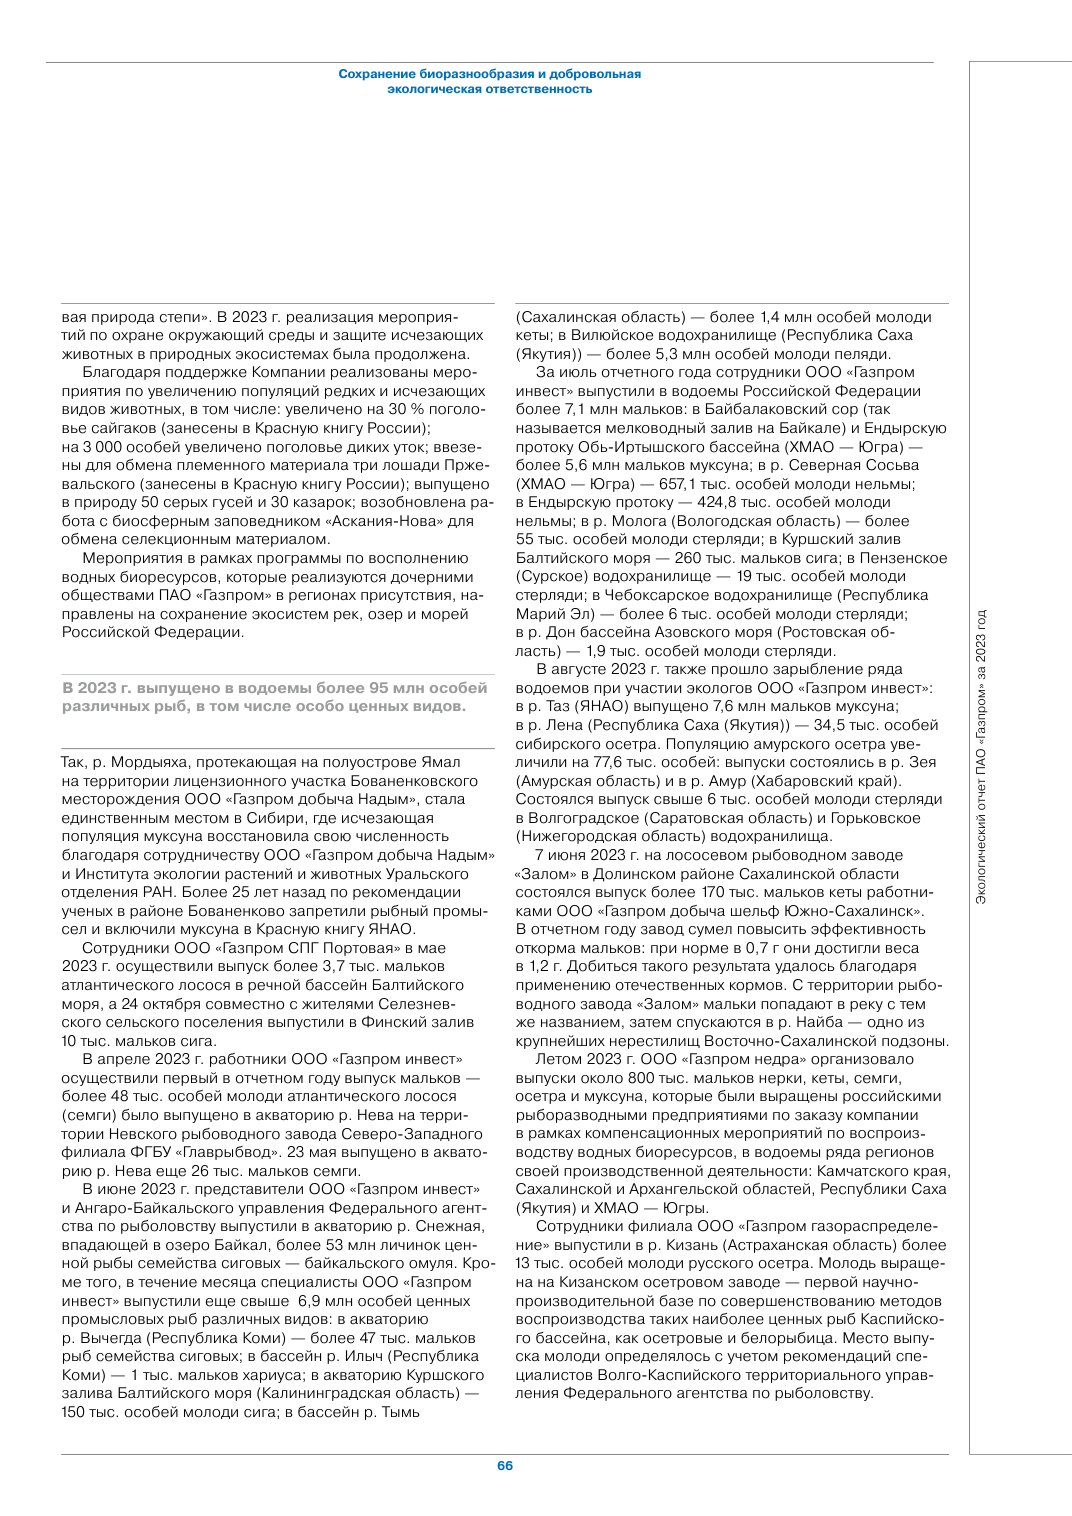 Сохранение биоразнообразия и добровольная
экологическая ответственность
вая природа степи». В 2023 г. реализация мероприя-
тий по охране окружающий среды и защите исчезающих
животных в природных экосистемах была продолжена.
Благодаря поддержке Компании реализованы меро-
приятия по увеличению популяций редких и исчезающих
видов животных, в том числе: увеличено на 30 % поголо-
вье сайгаков (занесены в Красную книгу России);
на 3 000 особей увеличено поголовье диких уток; ввезе-
ны для обмена племенного материала три лошади Прже-
вальского (занесены в Красную книгу России); выпущено
в природу 50 серых гусей и 30 казарок; возобновлена ра-
бота с биосферным заповедником «Аскания-Нова» для
обмена селекционным материалом.
Мероприятия в рамках программы по восполнению
водных биоресурсов, которые реализуются дочерними
обществами ПАО «Газпром» в регионах присутствия, на-
правлены на сохранение экосистем рек, озер и морей
Российской Федерации.
В 2023 г. выпущено в водоемы более 95 млн особей
различных рыб, в том числе особо ценных видов.
Так, р. Мордыяха, протекающая на полуострове Ямал
на территории лицензионного участка Бованенковского
месторождения ООО «Газпром добыча Надым», стала
единственным местом в Сибири, где исчезающая
популяция муксуна восстановила свою численность
благодаря сотрудничеству ООО «Газпром добыча Надым»
и Института экологии растений и животных Уральского
отделения РАН. Более 25 лет назад по рекомендации
ученых в районе Бованенково запретили рыбный промы-
сел и включили муксуна в Красную книгу ЯНАО.
Сотрудники ООО «Газпром СПГ Портовая» в мае
2023 г. осуществили выпуск более 3,7 тыс. мальков
атлантического лосося в речной бассейн Балтийского
моря, а 24 октября совместно с жителями Селезнев-
ского сельского поселения выпустили в Финский залив
10 тыс. мальков сига.
В апреле 2023 г. работники ООО «Газпром инвест»
осуществили первый в отчетном году выпуск мальков —
более 48 тыс. особей молоди атлантического лосося
(семги) было выпущено в акваторию р. Нева на терри-
тории Невского рыбоводного завода Северо-Западного
филиала ФГБУ «Главрыбвод». 23 мая выпущено в аквато-
рию р. Нева еще 26 тыс. мальков семги.
В июне 2023 г. представители ООО «Газпром инвест»
и Ангаро-Байкальского управления Федерального агент-
ства по рыболовству выпустили в акваторию р. Снежная,
впадающей в озеро Байкал, более 53 млн личинок цен-
ной рыбы семейства сиговых — байкальского омуля. Кро-
ме того, в течение месяца специалисты ООО «Газпром
инвест» выпустили еще свыше 6,9 млн особей ценных
промысловых рыб различных видов: в акваторию
р. Вычегда (Республика Коми) — более 47 тыс. мальков
рыб семейства сиговых; в бассейн р. Илыч (Республика
Коми) — 1 тыс. мальков хариуса; в акваторию Куршского
залива Балтийского моря (Калининградская область) —
150 тыс. особей молоди сига; в бассейн р. Тымь
(Сахалинская область) — более 1,4 млн особей молоди
кеты; в Вилюйское водохранилище (Республика Саха
(Якутия)) — более 5,3 млн особей молоди пеляди.
За июль отчетного года сотрудники ООО «Газпром
инвест» выпустили в водоемы Российской Федерации
более 7,1 млн мальков: в Байбалаковский сор (так
называется мелководный залив на Байкале) и Ендырскую
протоку Обь-Иртышского бассейна (ХМАО — Югра) —
более 5,6 млн мальков муксуна; в р. Северная Сосьва
(ХМАО — Югра) — 657,1 тыс. особей молоди нельмы;
в Ендырскую протоку — 424,8 тыс. особей молоди
нельмы; в р. Молога (Вологодская область) — более
55 тыс. особей молоди стерляди; в Куршский залив
Балтийского моря — 260 тыс. мальков сига; в Пензенское
(Сурское) водохранилище — 19 тыс. особей молоди
стерляди; в Чебоксарское водохранилище (Республика
Марий Эл) — более 6 тыс. особей молоди стерляди;
в р. Дон бассейна Азовского моря (Ростовская об-
ласть) — 1,9 тыс. особей молоди стерляди.
В августе 2023 г. также прошло зарыбление ряда
водоемов при участии экологов ООО «Газпром инвест»:
в р. Таз (ЯНАО) выпущено 7,6 млн мальков муксуна;
в р. Лена (Республика Саха (Якутия)) — 34,5 тыс. особей
сибирского осетра. Популяцию амурского осетра уве-
личили на 77,6 тыс. особей: выпуски состоялись в р. Зея
(Амурская область) и в р. Амур (Хабаровский край).
Состоялся выпуск свыше 6 тыс. особей молоди стерляди
в Волгоградское (Саратовская область) и Горьковское
(Нижегородская область) водохранилища.
7 июня 2023 г. на лососевом рыбоводном заводе
«Залом» в Долинском районе Сахалинской области
состоялся выпуск более 170 тыс. мальков кеты работни-
ками ООО «Газпром добыча шельф Южно-Сахалинск».
В отчетном году завод сумел повысить эффективность
откорма мальков: при норме в 0,7 г они достигли веса
в 1,2 г. Добиться такого результата удалось благодаря
применению отечественных кормов. С территории рыбо-
водного завода «Залом» мальки попадают в реку с тем
же названием, затем спускаются в р. Найба — одно из
крупнейших нерестилищ Восточно-Сахалинской подзоны.
Летом 2023 г. ООО «Газпром недра» организовало
выпуски около 800 тыс. мальков нерки, кеты, семги,
осетра и муксуна, которые были выращены российскими
рыборазводными предприятиями по заказу компании
в рамках компенсационных мероприятий по воспроиз-
водству водных биоресурсов, в водоемы ряда регионов
своей производственной деятельности: Камчатского края,
Сахалинской и Архангельской областей, Республики Саха
(Якутия) и ХМАО — Югры.
Сотрудники филиала ООО «Газпром газораспределе-
ние» выпустили в р. Кизань (Астраханская область) более
13 тыс. особей молоди русского осетра. Молодь выраще-
на на Кизанском осетровом заводе — первой научно-
производительной базе по совершенствованию методов
воспроизводства таких наиболее ценных рыб Каспийско-
го бассейна, как осетровые и белорыбица. Место выпу-
ска молоди определялось с учетом рекомендаций спе-
циалистов Волго-Каспийского территориального управ-
ления Федерального агентства по рыболовству.
Экологический отчет ПАО «Газпром» за 2023 год
66